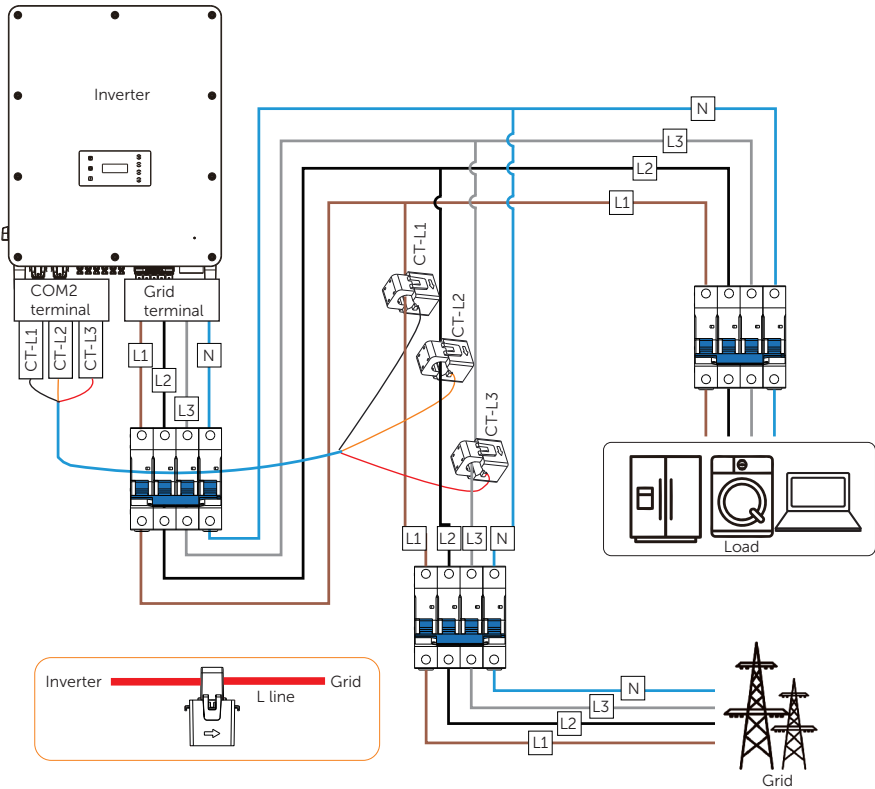 Inverter
N
L3
L2
L1
CT-L1
CT-L2
CT-L3
COM2
terminal
Grid
terminal
CT-L1
CT-L2
CT-L3
L1
L2
L3
N
L1
L2
L3
N
Load
Inverter
Grid
L line
N
L3
L2
L1
Grid